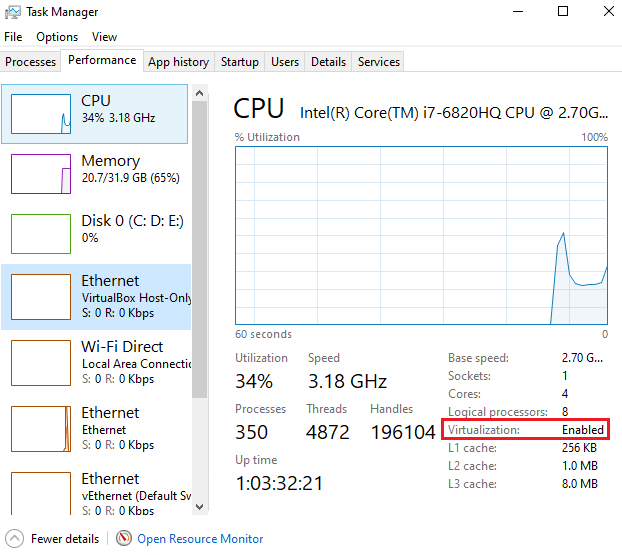 Task Manager
File Options View
Processes Performance App history Startup Users Details Services
CPU
34% 3.18 GHz
Memory
20.7/31.9 GB (65%)
Disk 0 (C: D: E:)
0%
Ethernet
VirtualBox Host-Only
S: 0 R: 0 Kbps
Wi-Fi Direct
Local Area Connectio
S: 0 R: 0 Kbps
Ethernet
Ethernet
S: 0 R: 0 Kbps
Ethernet
vEthernet (Default Sw
S: 0 R: 0 Kbps
CPU Intel(R) Core(TM) i7-6820HQ CPU @ 2.70G...
% Utilization 100%
60 seconds 0
Utilization Speed
34% 3.18 GHz
Processes Threads Handles
350 4872 196104
Up time
1:03:32:21
Base speed: 2.70 G...
Sockets: 1
Cores: 4
Logical processors: 8
Virtualization: Enabled
L1 cache: 256 KB
L2 cache: 1.0 MB
L3 cache: 8.0 MB
Fewer details Open Resource Monitor